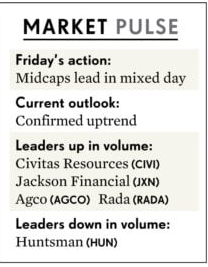 MARKET PULSE
Friday's action:
Midcaps lead in mixed day
Current outlook:
Confirmed uptrend
Leaders up in volume:
Civitas Resources (CIVI)
Jackson Financial (JXN)
Agco (AGCO) Rada (RADA)
Leaders down in volume:
Huntsman (HUN)